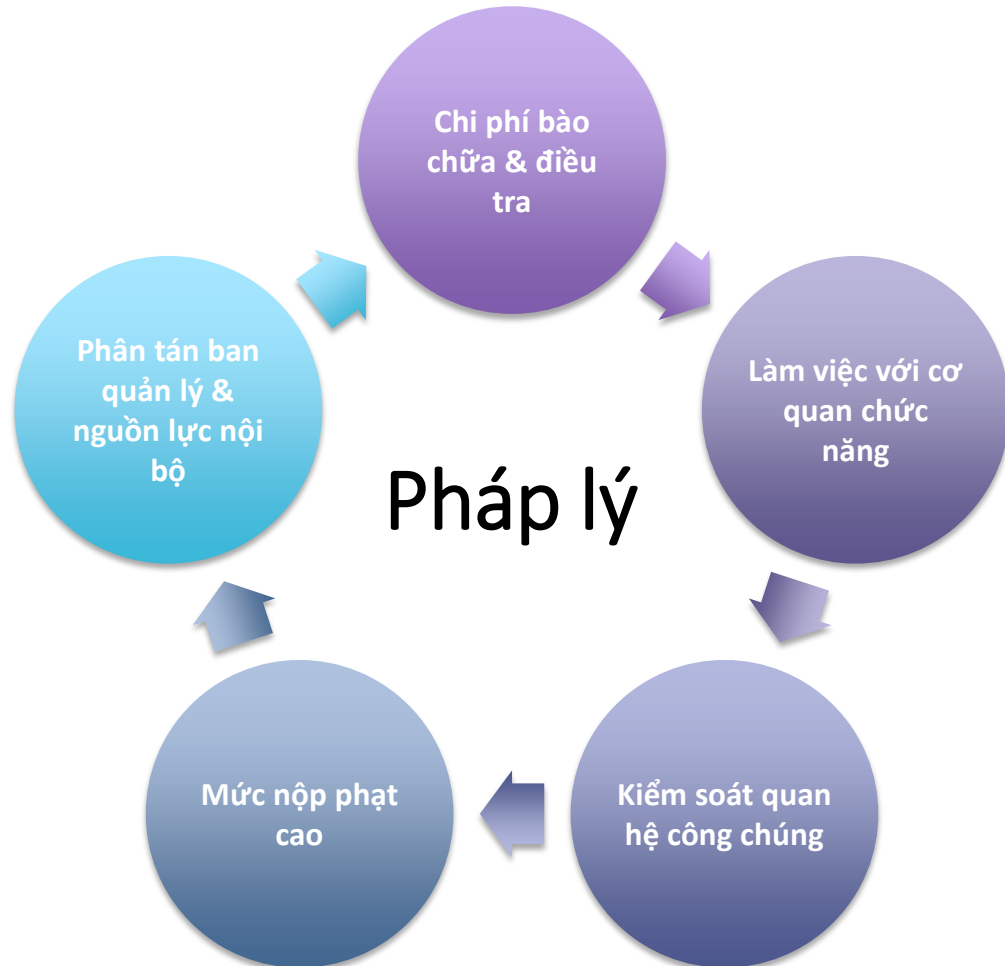 Chi phí bào
chữa & điều
tra
Làm việc với cơ
quan chức
năng
Kiểm soát quan
hệ công chúng
Mức nộp phạt
cao
Phân tán ban
quản lý &
nguồn lực nội
bộ
Pháp lý